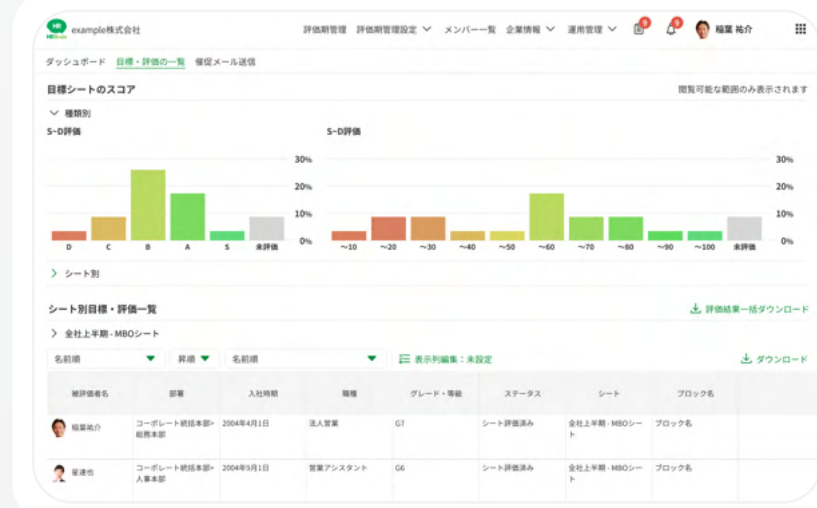 HR
HRBrain
example株式会社
評価期管理 評価期管理設定 メンバー一覧 企業情報 運用管理 9 9 稲葉 祐介
ダッシュボード 目標・評価の一覧 催促メール送信
目標シートのスコア 閲覧可能な範囲のみ表示されます
種類別
S~D評価 S~D評価
30% 30%
20% 20%
10% 10%
0% 0%
D C B A S 未評価 ~10 ~20 ~30 ~40 ~50 ~60 ~70 ~80 ~90 ~100 未評価
シート別
シート別目標・評価一覧 評価結果一括ダウンロード
全社上半期 - MBOシート
名前順 昇順 名前順 表示列編集：未設定 ダウンロード
被評価者名 部署 入社時期 職種 グレード・等級 ステータス シート ブロック名
稲葉祐介 コーポレート統括本部> 2004年4月1日 法人営業 G7 シート評価済み 全社上半期 - MBOシー ブロック名
総務本部 ト
星達也 コーポレート統括本部> 2004年9月1日 営業アシスタント G6 シート評価済み 全社上半期 - MBOシー ブロック名
人事本部 ト